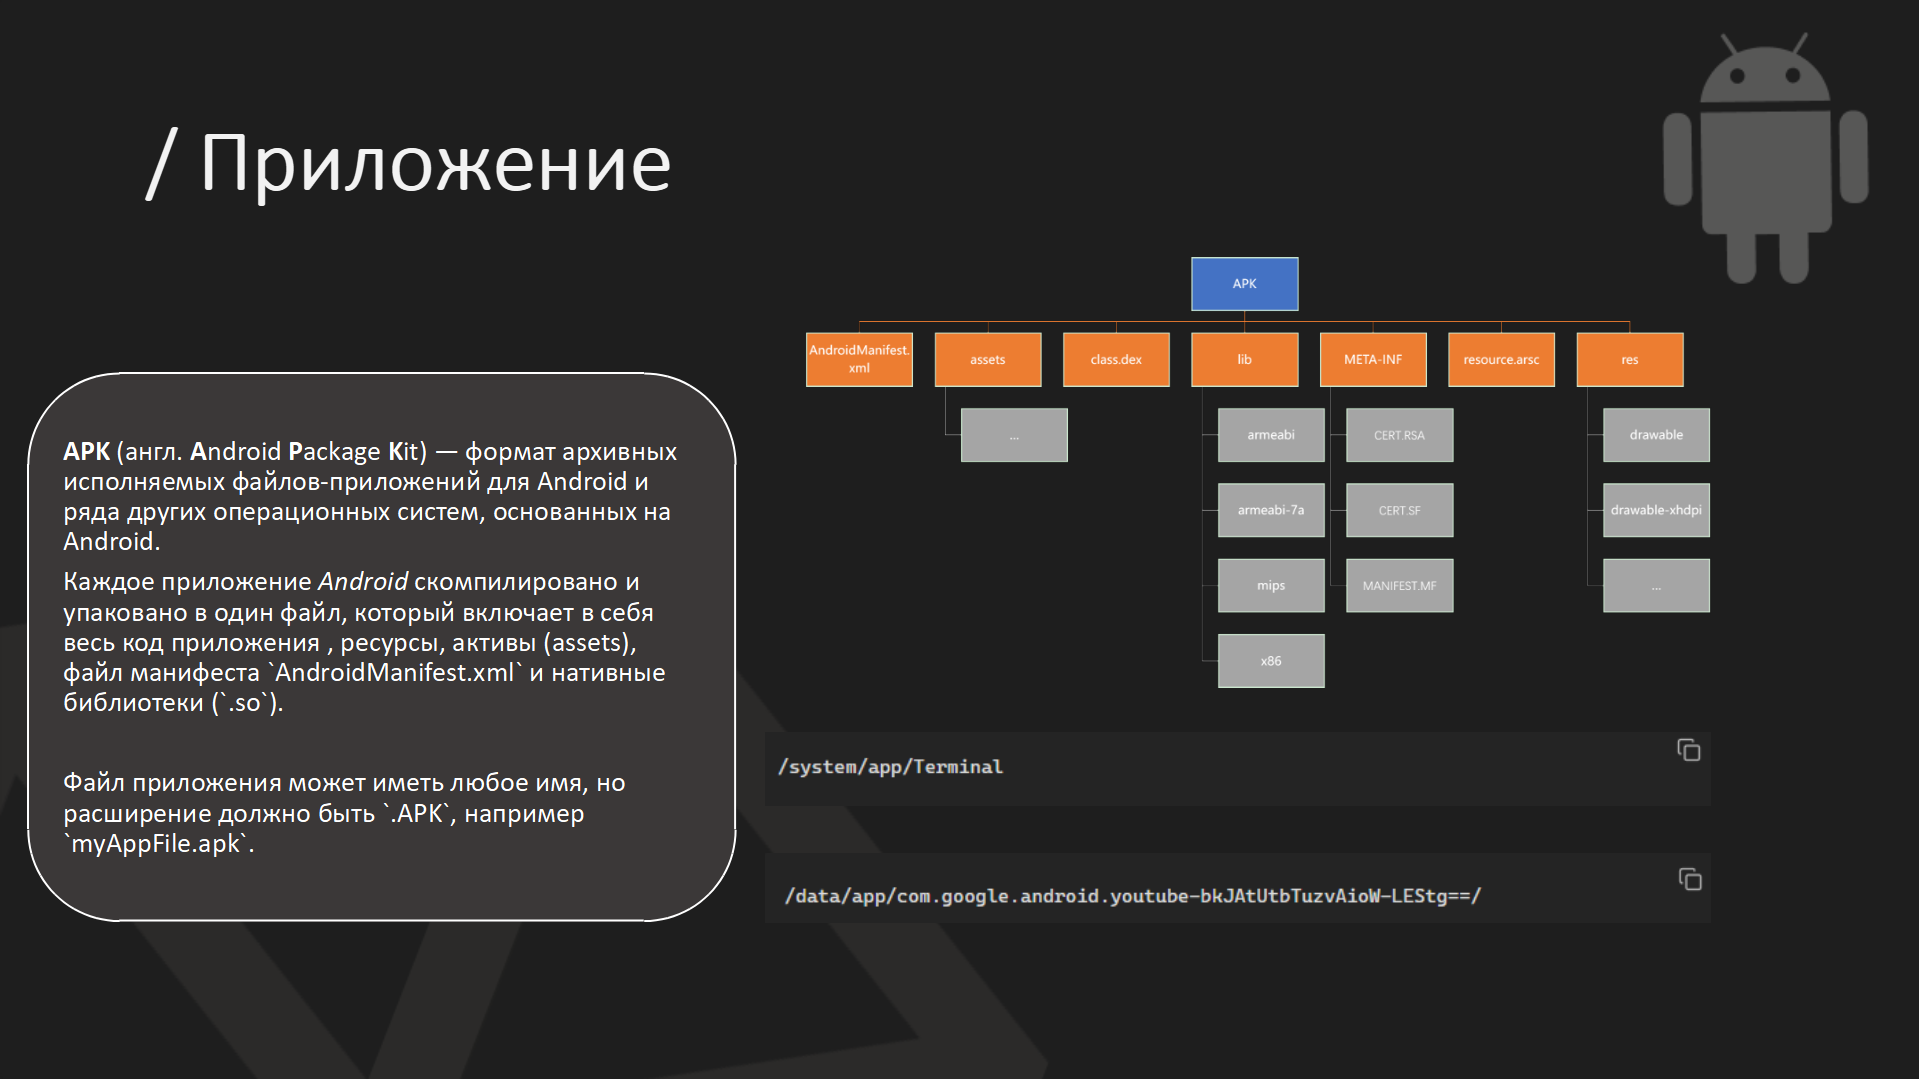 / Приложение
APK (англ. Android Package Kit) — формат архивных
исполняемых файлов-приложений для Android и
ряда других операционных систем, основанных на
Android.
Каждое приложение Android скомпилировано и
упаковано в один файл, который включает в себя
весь код приложения , ресурсы, активы (assets),
файл манифеста `AndroidManifest.xml` и нативные
библиотеки (`.so`).
Файл приложения может иметь любое имя, но
расширение должно быть `.APK`, например
`myAppFile.apk`.
APK
AndroidManifest.
xml
assets
class.dex
lib
META-INF
resource.arsc
res
...
armeabi
CERT.RSA
drawable
armeabi-7a
CERT.SF
drawable-xhdpi
mips
MANIFEST.MF
...
x86
/system/app/Terminal
/data/app/com.google.android.youtube-bkJAtUtbTuzvAioW-LEStg==/